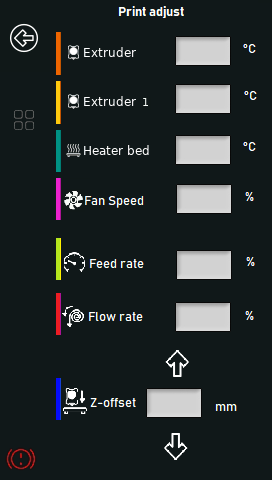 Print adjust
Extruder °C
Extruder 1 °C
Heater bed °C
Fan Speed %
Feed rate %
Flow rate %
Z-offset mm